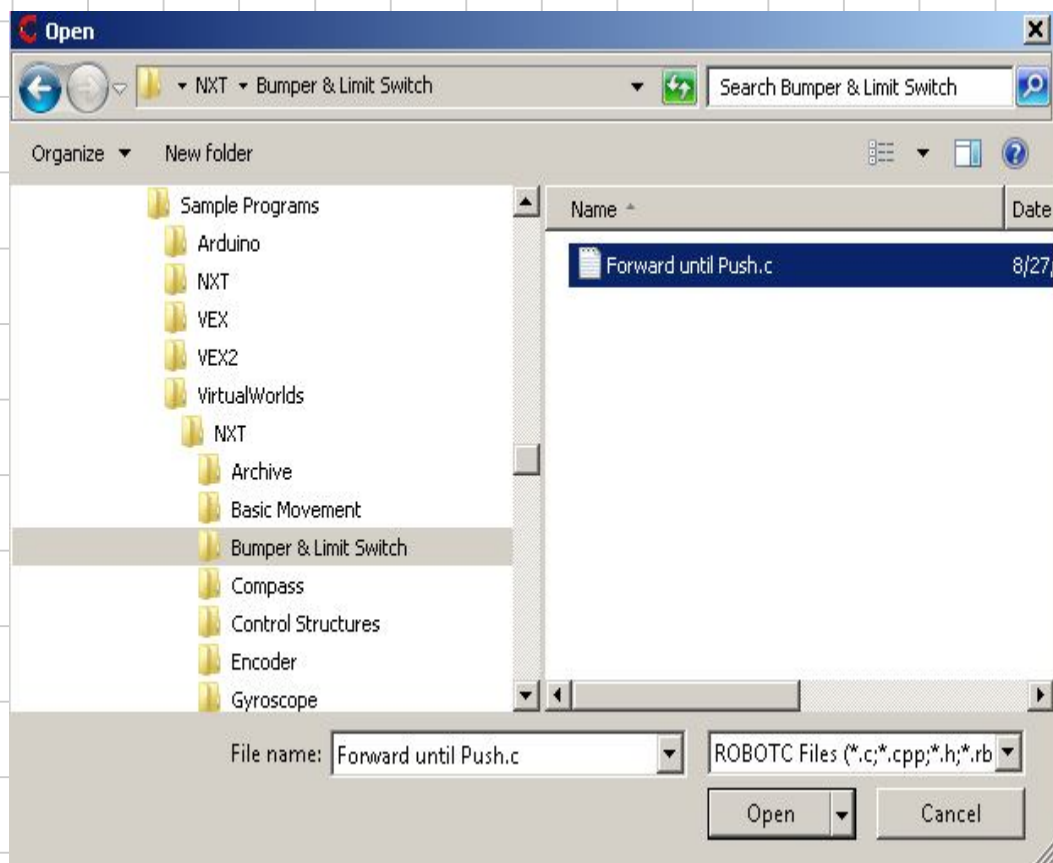 Open
NXT Bumper & Limit Switch
Search Bumper & Limit Switch
Organize New folder
Sample Programs
Arduino
NXT
VEX
VEX2
VirtualWorlds
NXT
Archive
Basic Movement
Bumper & Limit Switch
Compass
Control Structures
Encoder
Gyroscope
Name Date
Forward until Push.c 8/27/
File name: Forward until Push.c
ROBOTC Files (*.c;*.cpp;*.h;*.rb
Open Cancel